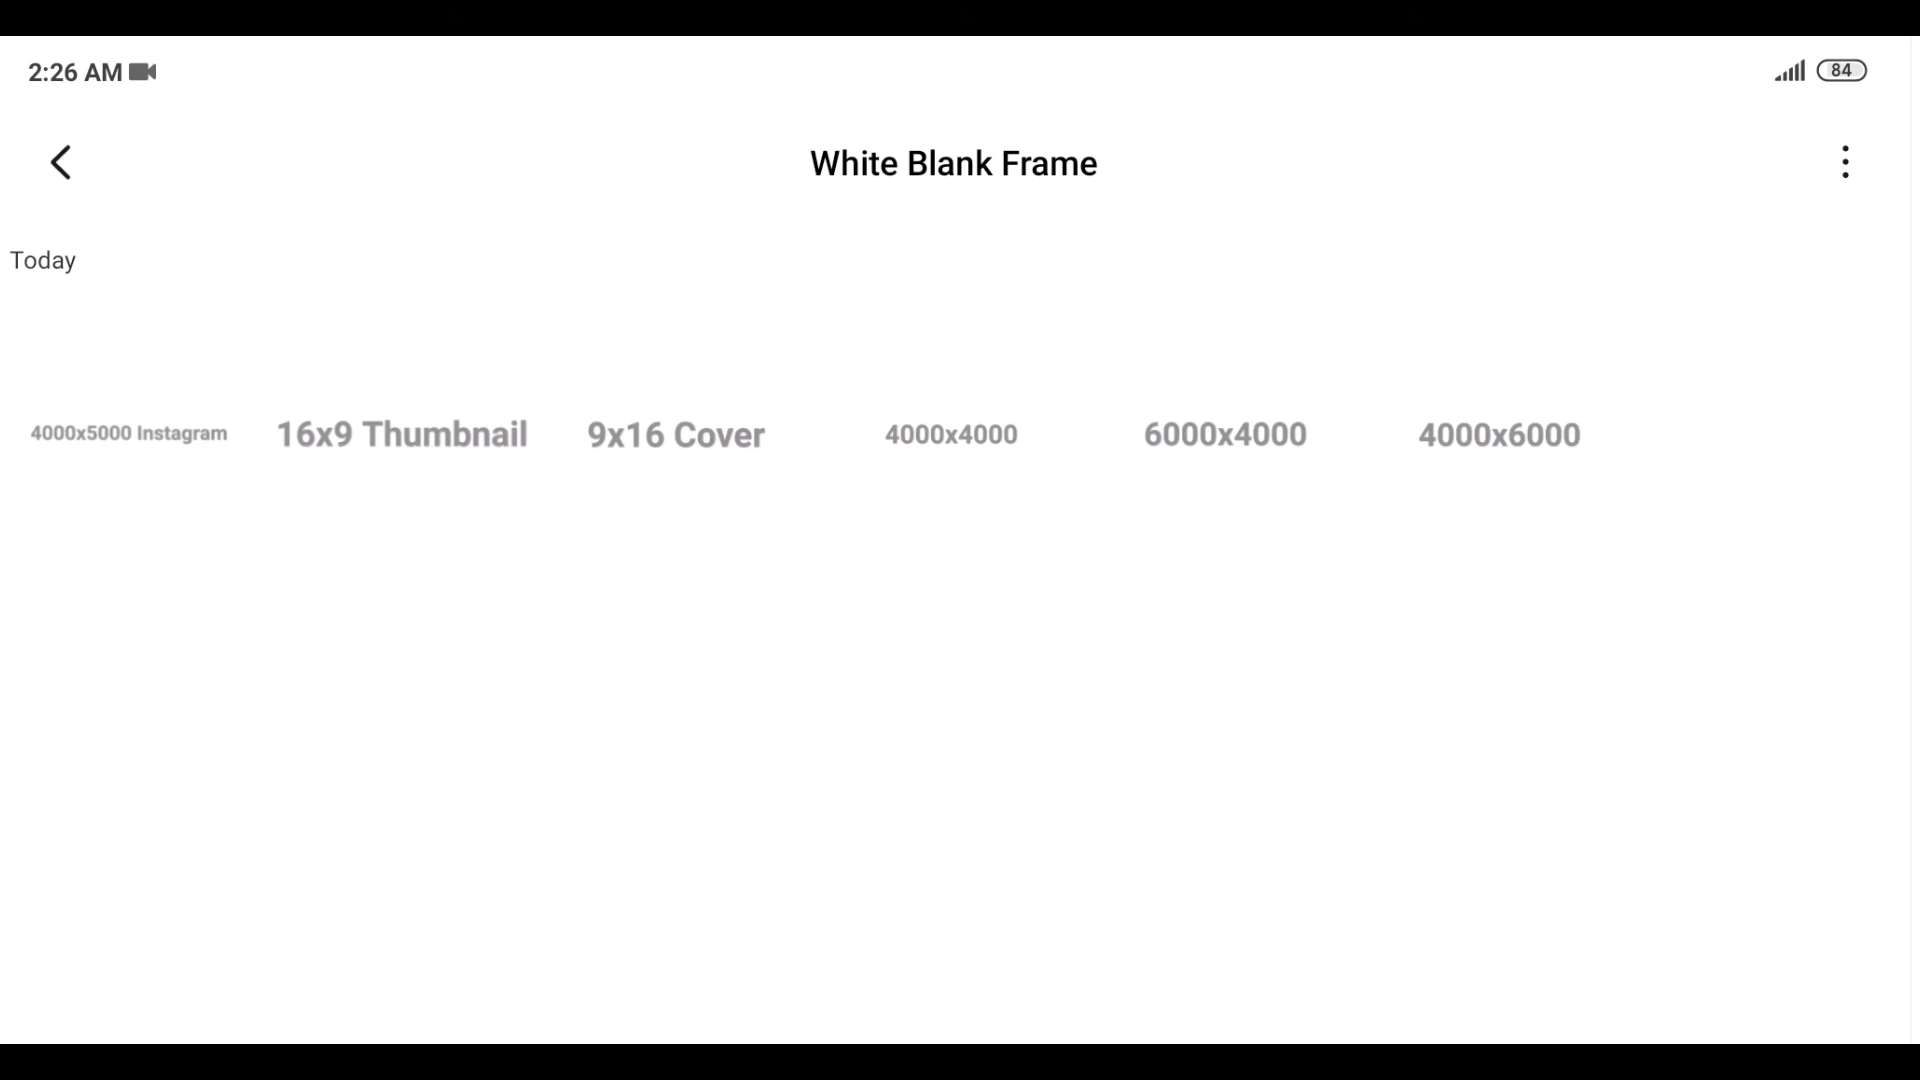 2:26 AM
84
White Blank Frame
Today
4000x5000 Instagram
16x9 Thumbnail
9x16 Cover
4000x4000
6000x4000
4000x6000